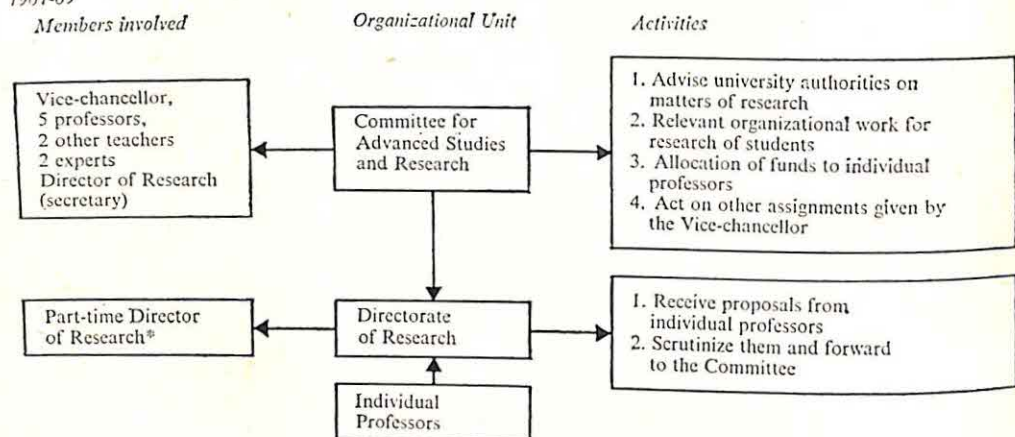 Members involved
Organizational Unit
Activities
Vice-chancellor,
5 professors,
2 other teachers
2 experts
Director of Research
(secretary)
Committee for
Advanced Studies
and Research
1. Advise university authorities on
matters of research
2. Relevant organizational work for
research of students
3. Allocation of funds to individual
professors
4. Act on other assignments given by
the Vice-chancellor
Part-time Director
of Research*
Directorate
of Research
1. Receive proposals from
individual professors
2. Scrutinize them and forward
to the Committee
Individual
Professors